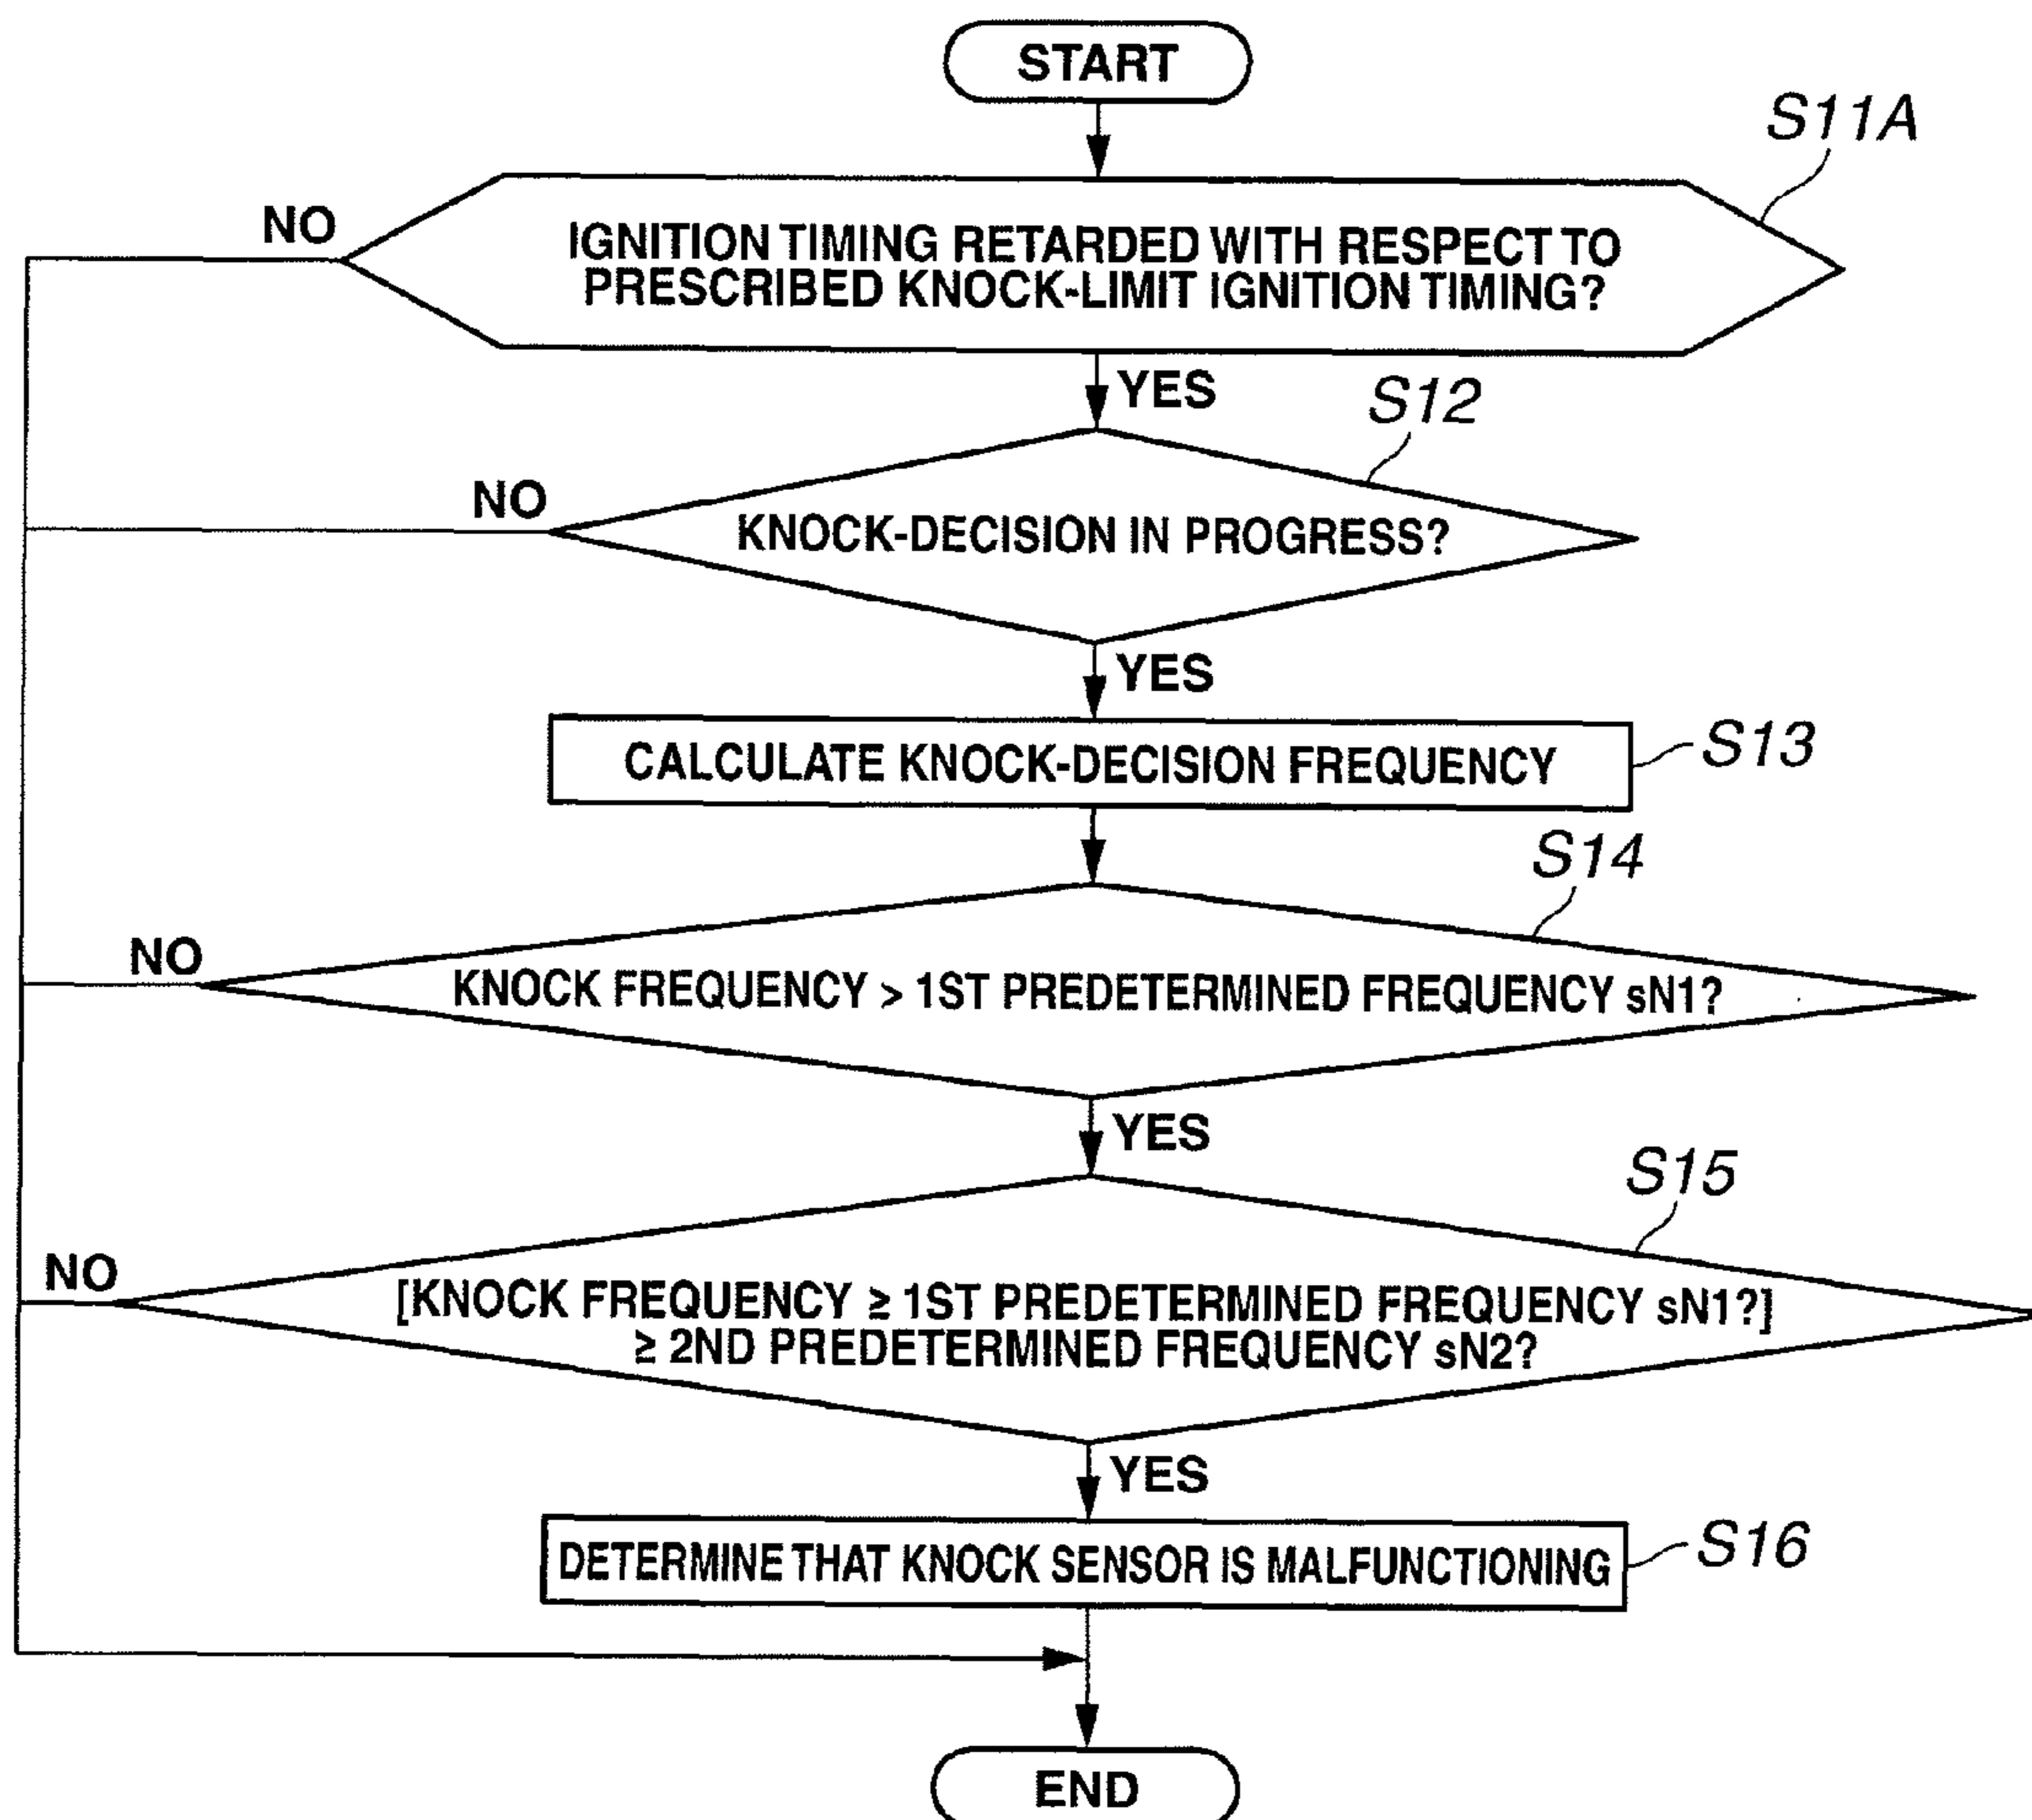 START
S11A
NO
IGNITION TIMING RETARDED WITH RESPECT TO
PRESCRIBED KNOCK-LIMIT IGNITION TIMING?
YES
S12
NO
KNOCK-DECISION IN PROGRESS?
YES
CALCULATE KNOCK-DECISION FREQUENCY
S13
S14
NO
KNOCK FREQUENCY > 1ST PREDETERMINED FREQUENCY sN1?
YES
S15
NO
[KNOCK FREQUENCY ≥ 1ST PREDETERMINED FREQUENCY sN1?]
≥ 2ND PREDETERMINED FREQUENCY sN2?
YES
DETERMINE THAT KNOCK SENSOR IS MALFUNCTIONING
S16
END